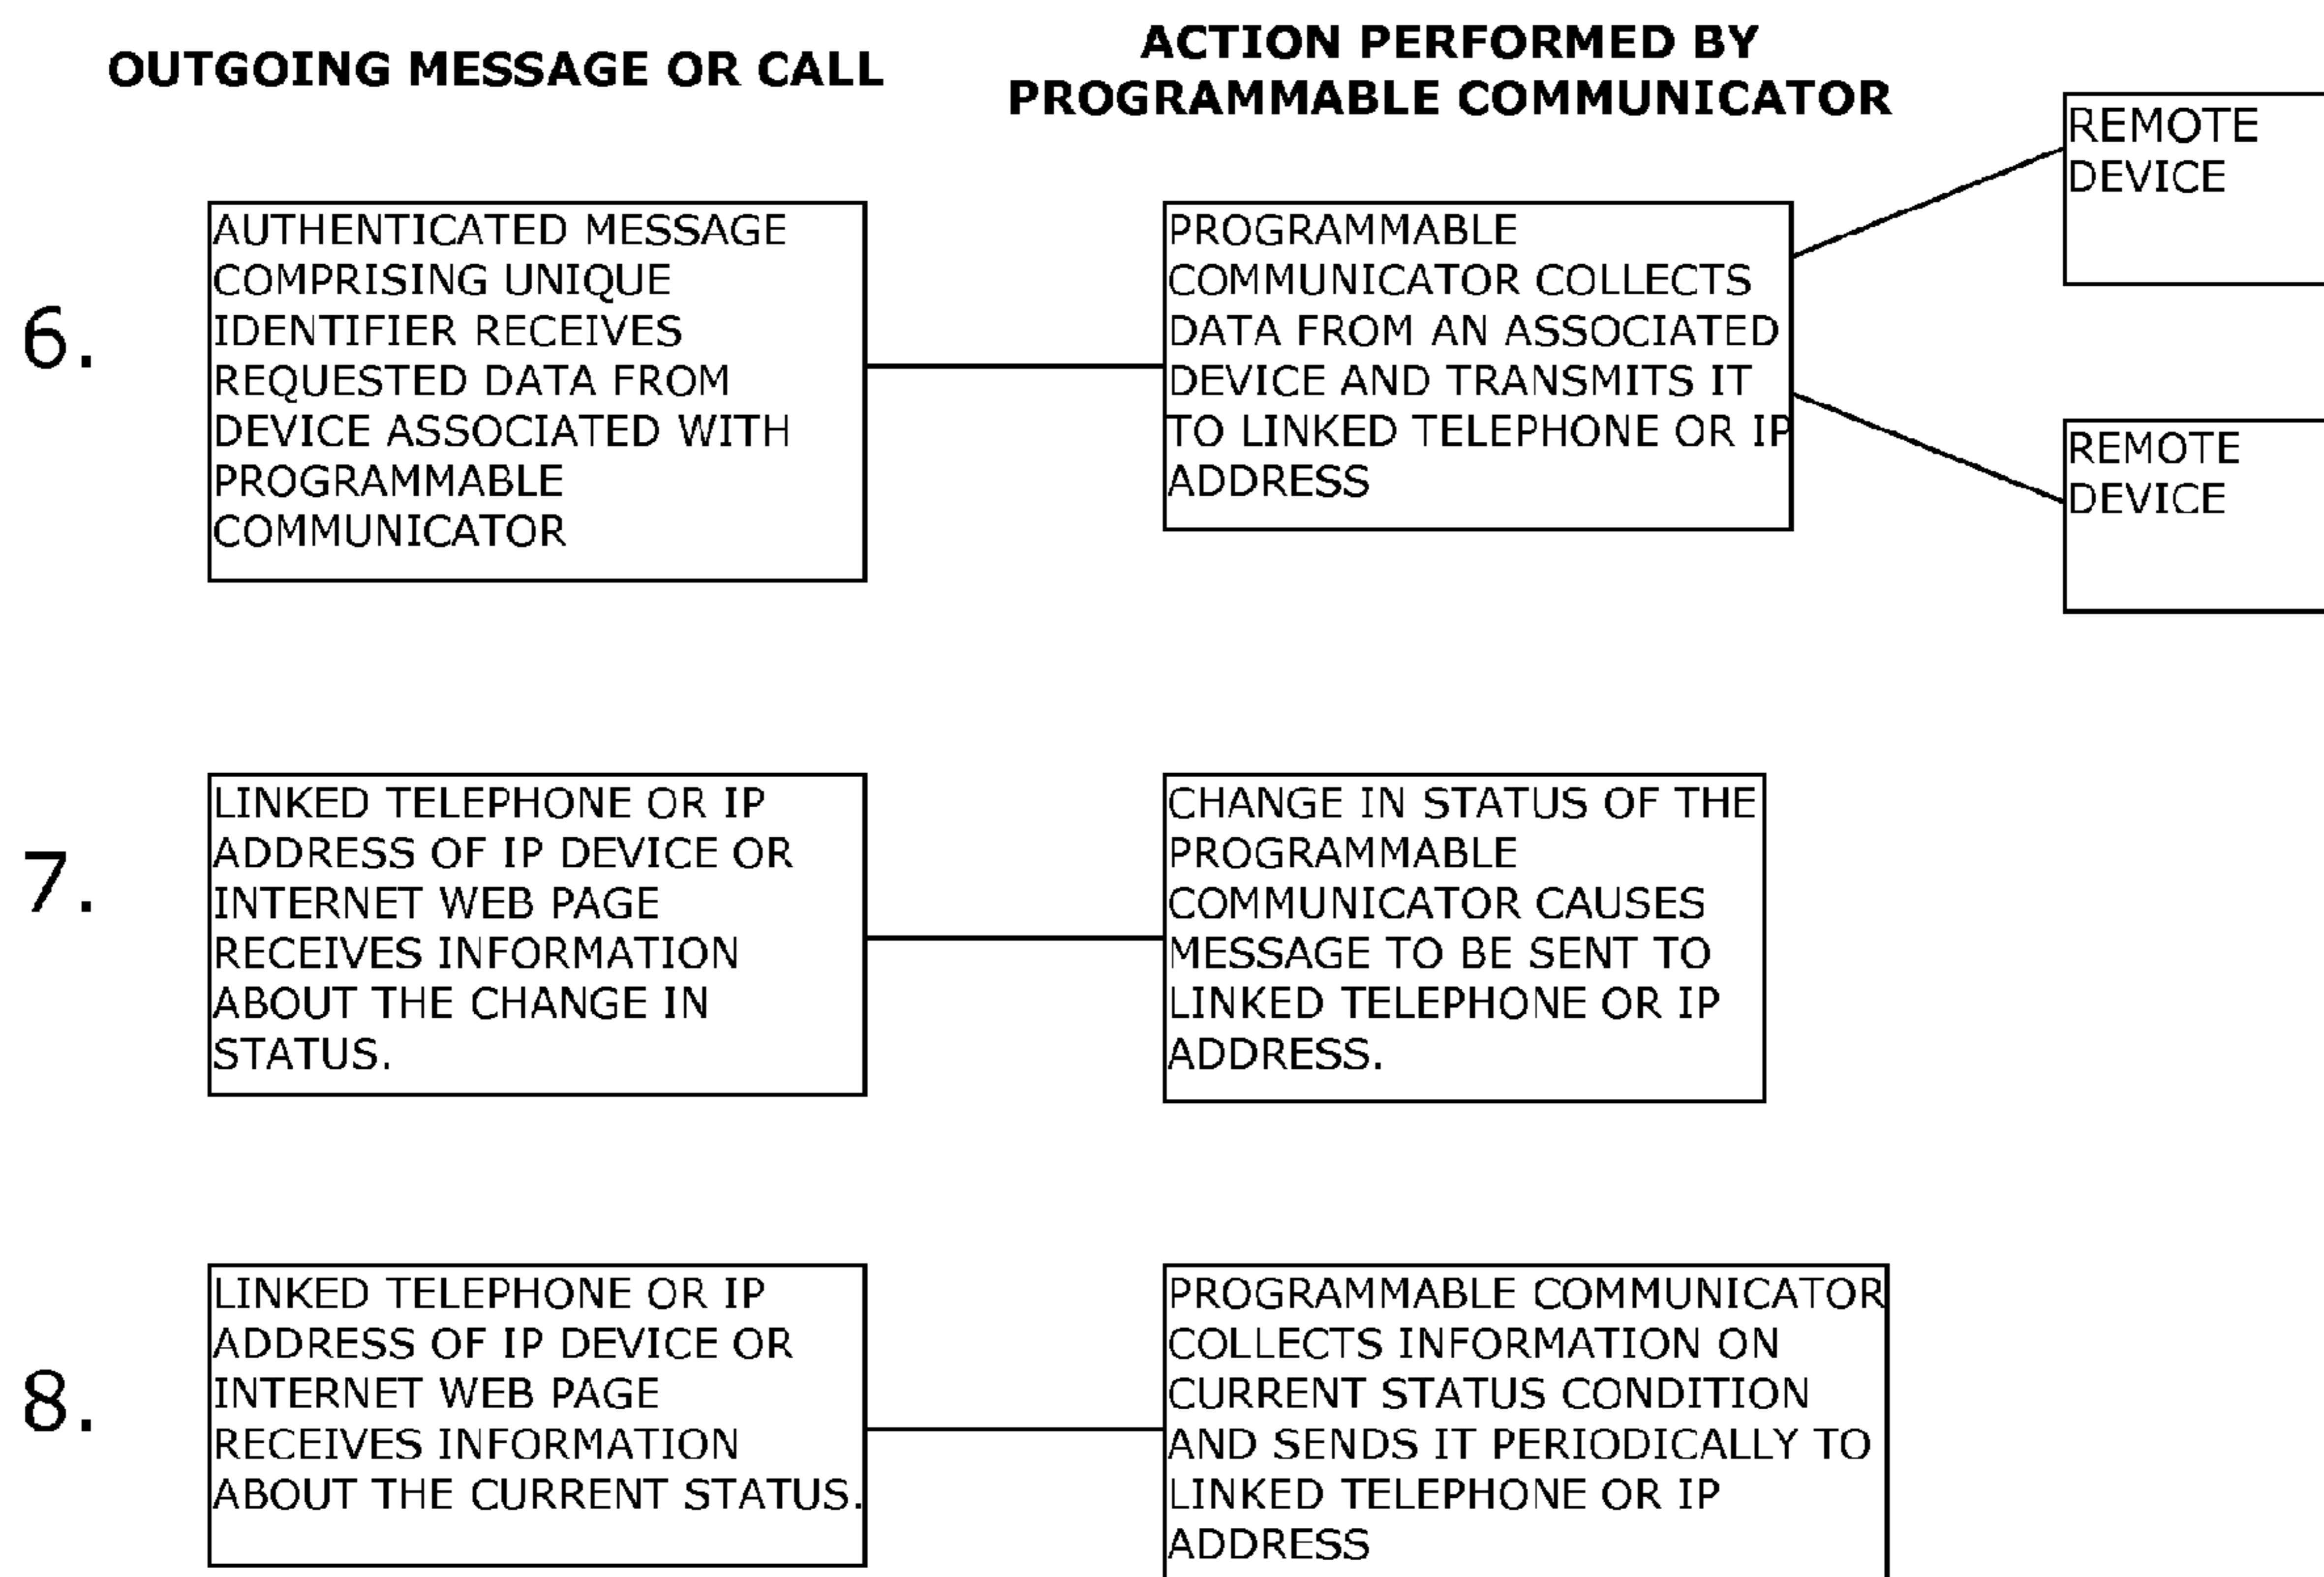 OUTGOING MESSAGE OR CALL
ACTION PERFORMED BY
PROGRAMMABLE COMMUNICATOR
6.
AUTHENTICATED MESSAGE
COMPRISING UNIQUE
IDENTIFIER RECEIVES
REQUESTED DATA FROM
DEVICE ASSOCIATED WITH
PROGRAMMABLE
COMMUNICATOR
PROGRAMMABLE
COMMUNICATOR COLLECTS
DATA FROM AN ASSOCIATED
DEVICE AND TRANSMITS IT
TO LINKED TELEPHONE OR IP
ADDRESS
REMOTE
DEVICE
REMOTE
DEVICE
7.
LINKED TELEPHONE OR IP
ADDRESS OF IP DEVICE OR
INTERNET WEB PAGE
RECEIVES INFORMATION
ABOUT THE CHANGE IN
STATUS.
CHANGE IN STATUS OF THE
PROGRAMMABLE
COMMUNICATOR CAUSES
MESSAGE TO BE SENT TO
LINKED TELEPHONE OR IP
ADDRESS.
8.
LINKED TELEPHONE OR IP
ADDRESS OF IP DEVICE OR
INTERNET WEB PAGE
RECEIVES INFORMATION
ABOUT THE CURRENT STATUS.
PROGRAMMABLE COMMUNICATOR
COLLECTS INFORMATION ON
CURRENT STATUS CONDITION
AND SENDS IT PERIODICALLY TO
LINKED TELEPHONE OR IP
ADDRESS